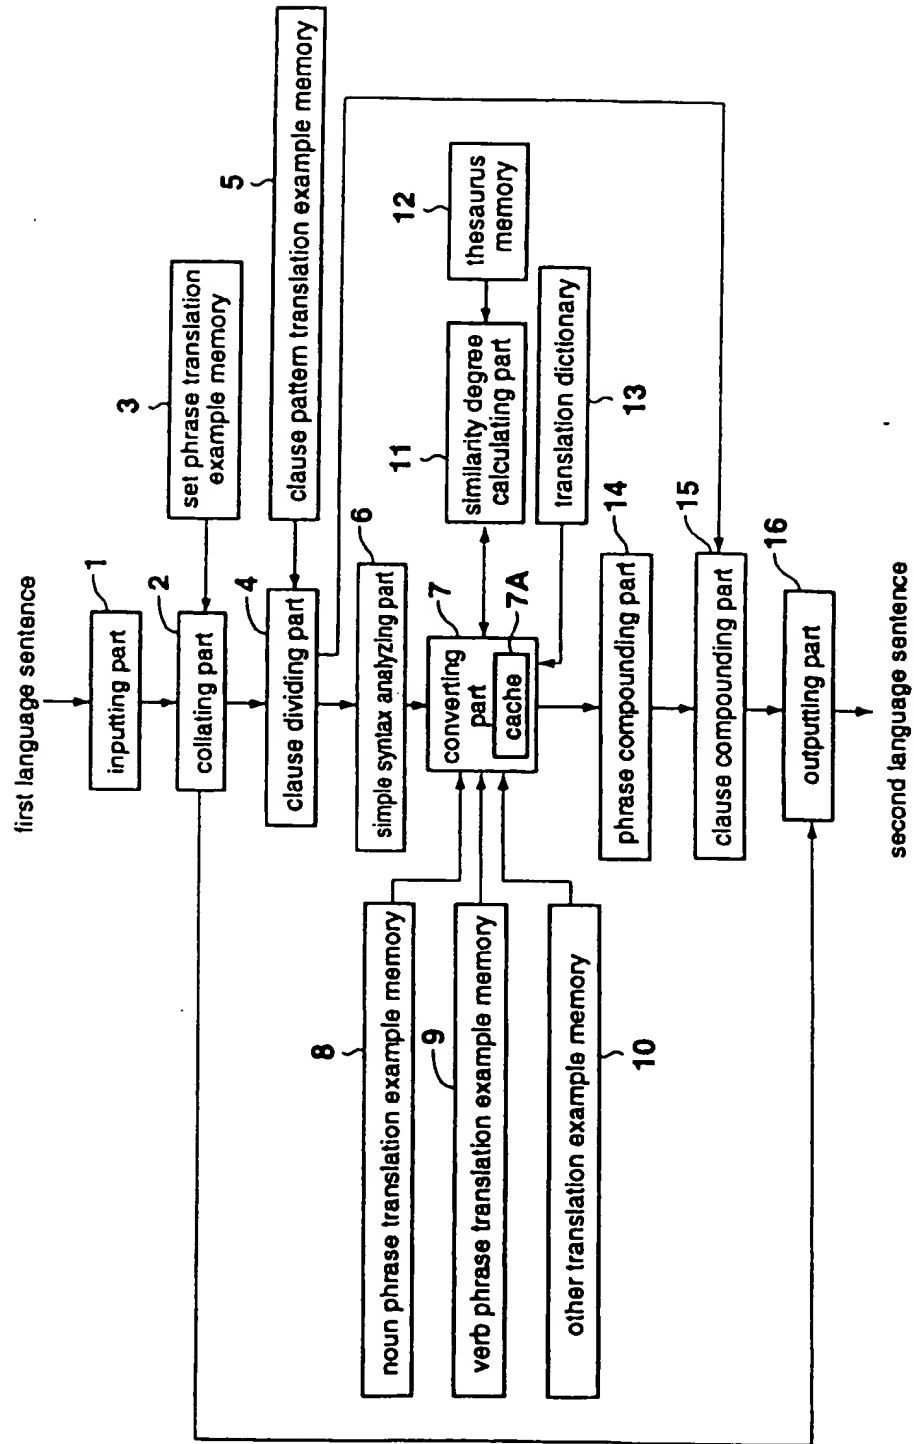 first language sentence
1
inputting part
2
collating part
3
set phrase translation
example memory
4
clause dividing part
5
clause pattern translation example memory
6
simple syntax analyzing part
7
converting
part
7A
cache
8
noun phrase translation example memory
9
verb phrase translation example memory
10
other translation example memory
11
similarity degree
calculating part
12
thesaurus
memory
translation dictionary
13
14
phrase compounding part
15
clause compounding part
16
outputting part
second language sentence